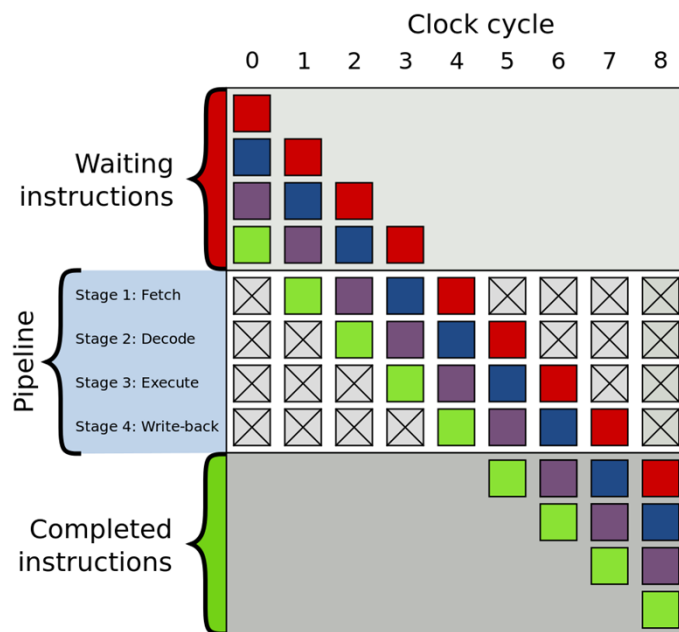 Clock cycle
0 1 2 3 4 5 6 7 8
Waiting
instructions
Pipeline
Stage 1: Fetch
Stage 2: Decode
Stage 3: Execute
Stage 4: Write-back
Completed
instructions